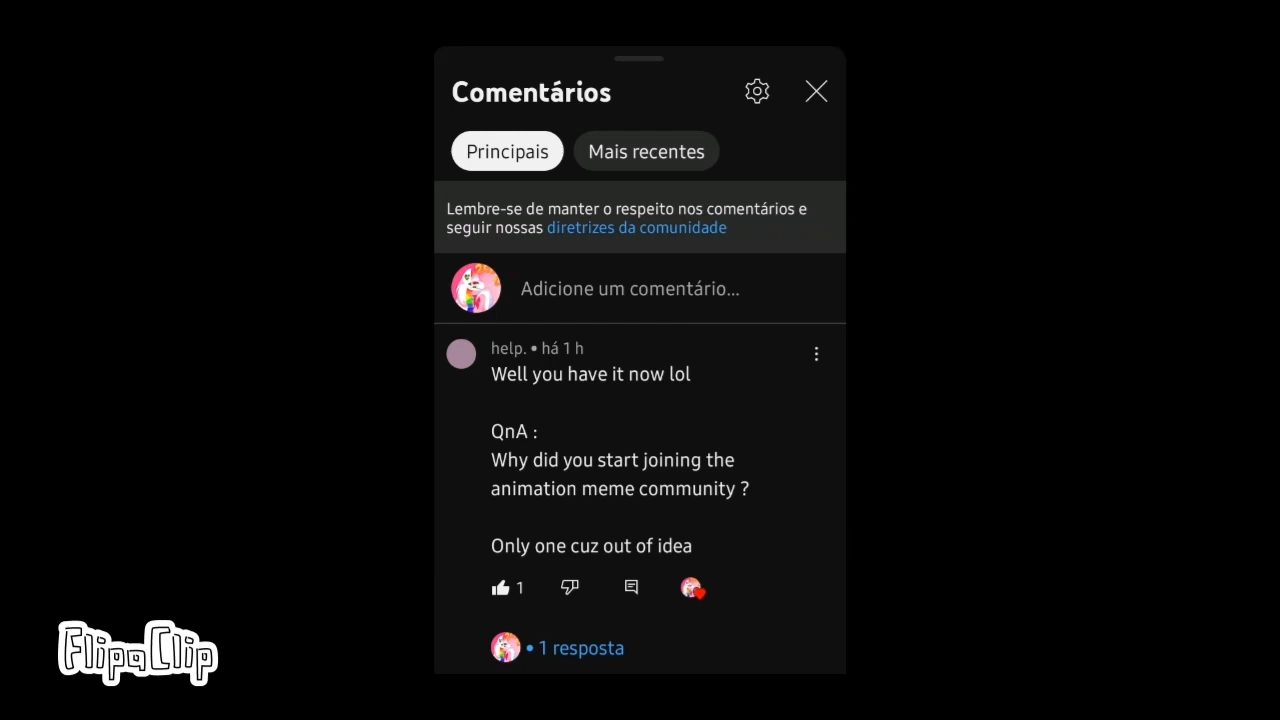 Comentários
Principais
Mais recentes
Lembre-se de manter o respeito nos comentários e
seguir nossas diretrizes da comunidade
Adicione um comentário...
help. • há 1 h
Well you have it now lol
QnA :
Why did you start joining the
animation meme community ?
Only one cuz out of idea
1
• 1 resposta
FlipaClip